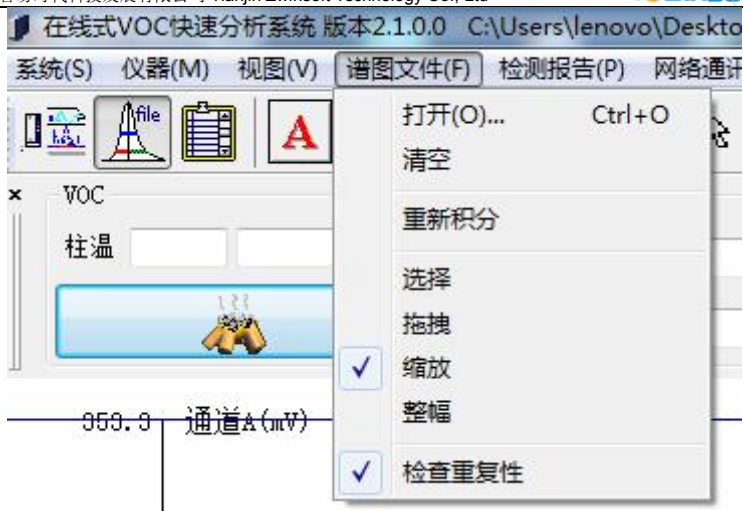 在线式VOC快速分析系统 版本2.1.0.0 C:\Users\lenovo\Deskto
系统(S) 仪器(M) 视图(V) 谱图文件(F) 检测报告(P) 网络通讯
file
A
打开(O)... Ctrl+O
清空
重新积分
选择
拖拽
缩放
整幅
检查重复性
VOC
柱温
353.3 通道A(mV)